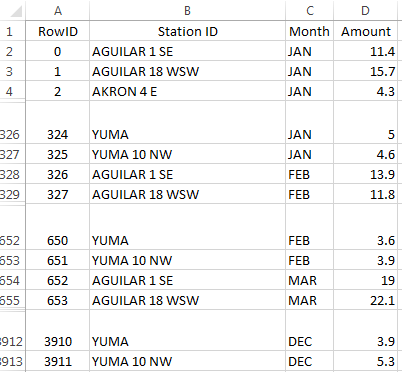 A B C D
1 RowID Station ID Month Amount
2 0 AGUILAR 1 SE JAN 11.4
3 1 AGUILAR 18 WSW JAN 15.7
4 2 AKRON 4 E JAN 4.3
326 324 YUMA JAN 5
327 325 YUMA 10 NW JAN 4.6
328 326 AGUILAR 1 SE FEB 13.9
329 327 AGUILAR 18 WSW FEB 11.8
652 650 YUMA FEB 3.6
653 651 YUMA 10 NW FEB 3.9
654 652 AGUILAR 1 SE MAR 19
655 653 AGUILAR 18 WSW MAR 22.1
3912 3910 YUMA DEC 3.9
3913 3911 YUMA 10 NW DEC 5.3